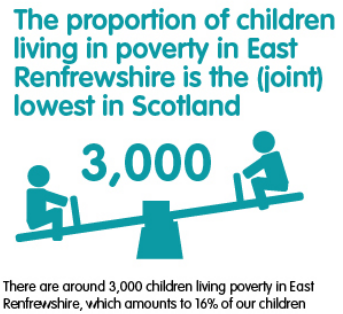 The proportion of children
living in poverty in East
Renfrewshire is the (joint)
lowest in Scotland
3,000
There are around 3,000 children living poverty in East
Renfrewshire, which amounts to 16% of our children